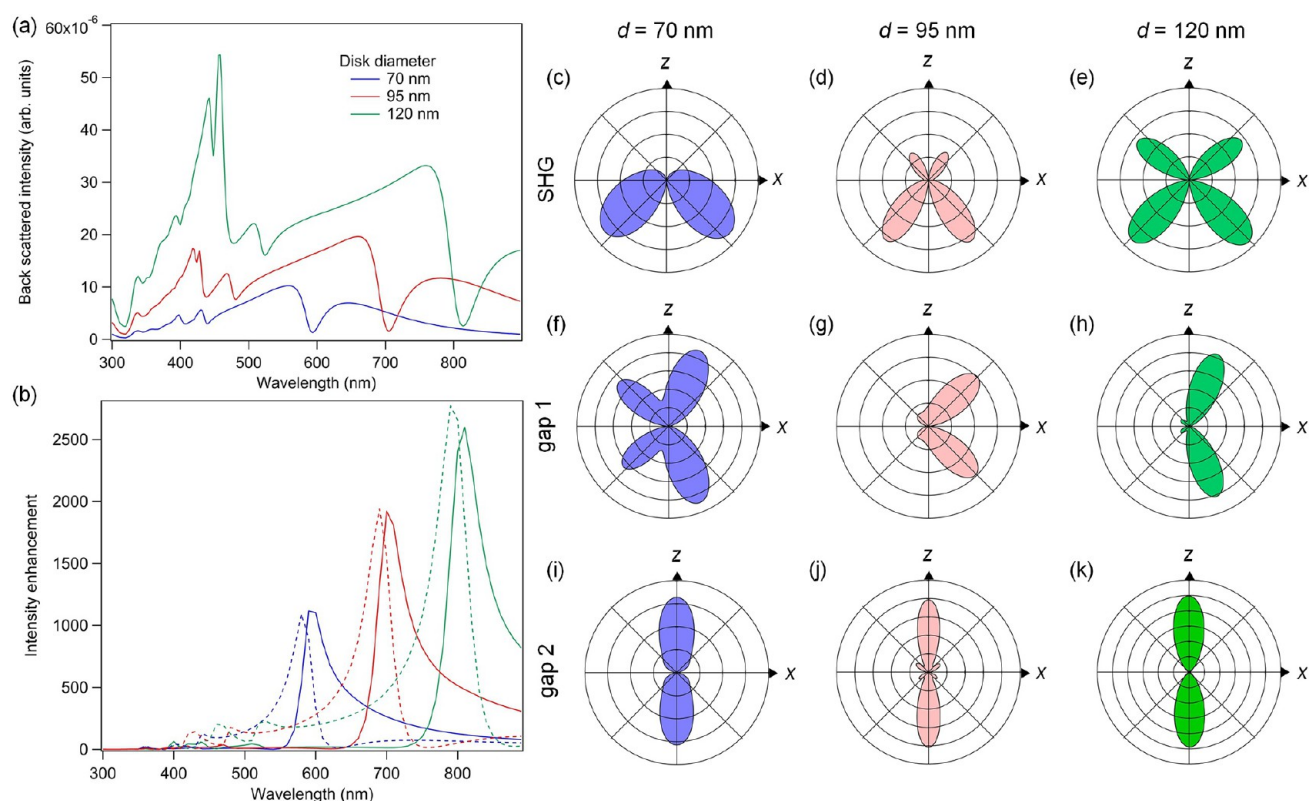 (a)
60x10-6
50
40
30
20
10
0
Back scattered intensity (arb. units)
Disk diameter
70 nm
95 nm
120 nm
300 400 500 600 700 800
Wavelength (nm)
(b)
2500
2000
1500
1000
500
0
Intensity enhancement
300 400 500 600 700 800
Wavelength (nm)
d = 70 nm d = 95 nm d = 120 nm
SHG
(c) z x
(d) z x
(e) z x
gap 1
(f) z x
(g) z x
(h) z x
gap 2
(i) z x
(j) z x
(k) z x